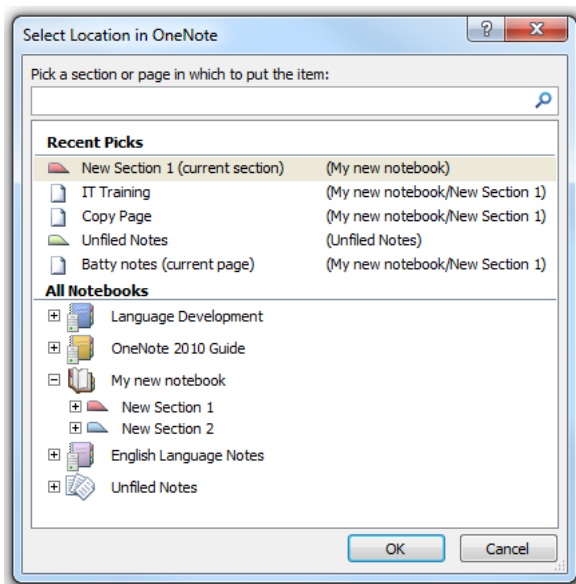 Select Location in OneNote
Pick a section or page in which to put the item:
Recent Picks
New Section 1 (current section) (My new notebook)
IT Training (My new notebook/New Section 1)
Copy Page (My new notebook/New Section 1)
Unfiled Notes (Unfiled Notes)
Batty notes (current page) (My new notebook/New Section 1)
All Notebooks
Language Development
OneNote 2010 Guide
My new notebook
New Section 1
New Section 2
English Language Notes
Unfiled Notes
OK Cancel